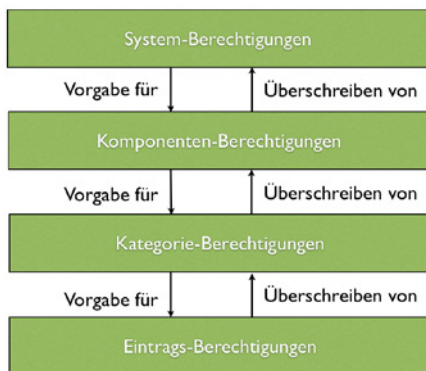 System-Berechtigungen
Vorgabe für Überschreiben von
Komponenten-Berechtigungen
Vorgabe für Überschreiben von
Kategorie-Berechtigungen
Vorgabe für Überschreiben von
Eintrags-Berechtigungen